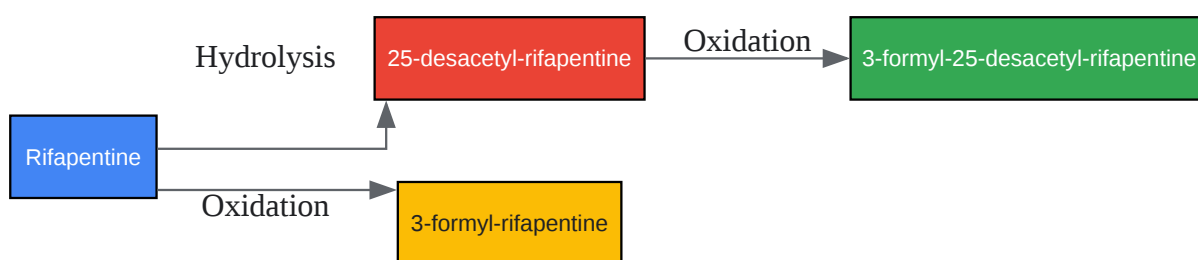 Hydrolysis
25-desacetyl-rifapentine
Oxidation
3-formyl-25-desacetyl-rifapentine
Rifapentine
Oxidation
3-formyl-rifapentine